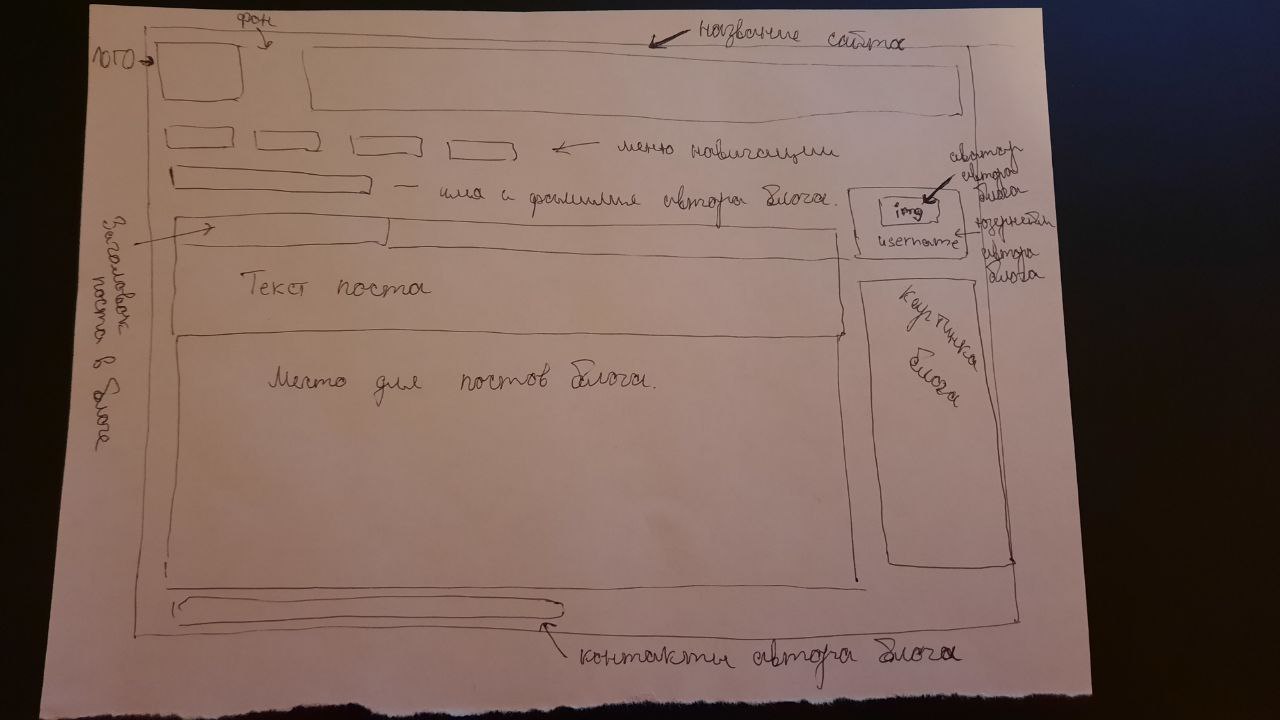 фон
название сайта
лого
меню навигации
имя и фамилия автора блога.
аватар
автора
блога
img
username
юзернейм
автора
блога
Заголовок
поста в блоге
Текст поста
Картинка
блога
Место для постов блога.
контакты автора блога